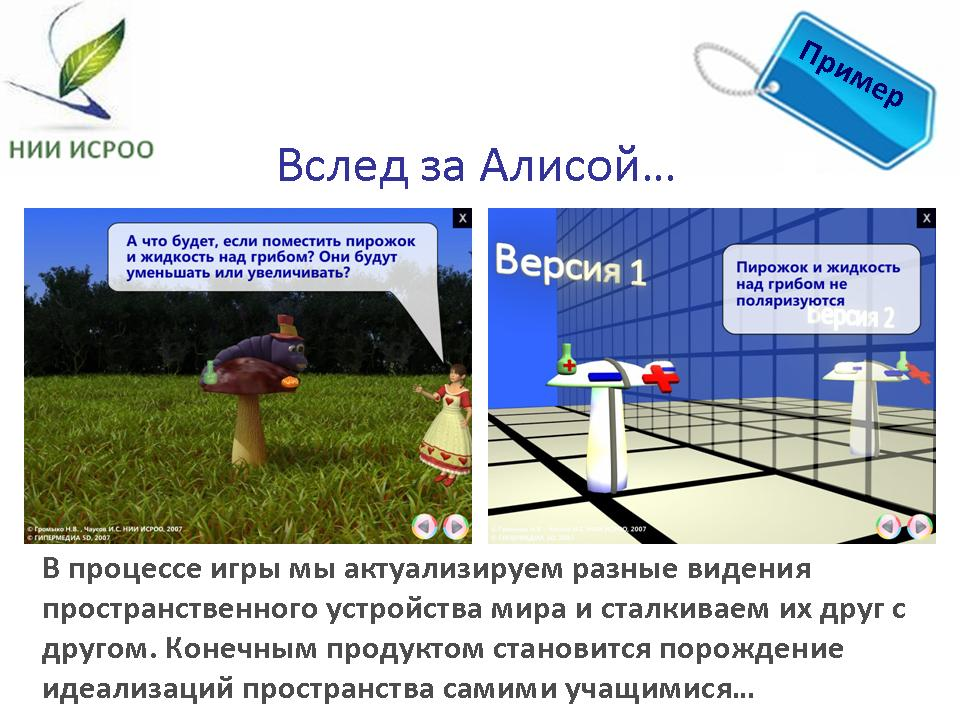 НИИ ИСРОО
Пример
Вслед за Алисой...
X
А что будет, если поместить пирожок
и жидкость над грибом? Они будут
уменьшать или увеличивать?
© Громыко Н.В. , Чаусов И.С. НИИ ИСРОО, 2007
© ГИПЕРМЕДИА SD, 2007
X
Версия 1
Пирожок и жидкость
над грибом не
поляризуются
Версия 2
© Громыко Н.В. , Чаусов И.С. НИИ ИСРОО, 2007
© ГИПЕРМЕДИА SD, 2007
В процессе игры мы актуализируем разные видения
пространственного устройства мира и сталкиваем их друг с
другом. Конечным продуктом становится порождение
идеализаций пространства самими учащимися...